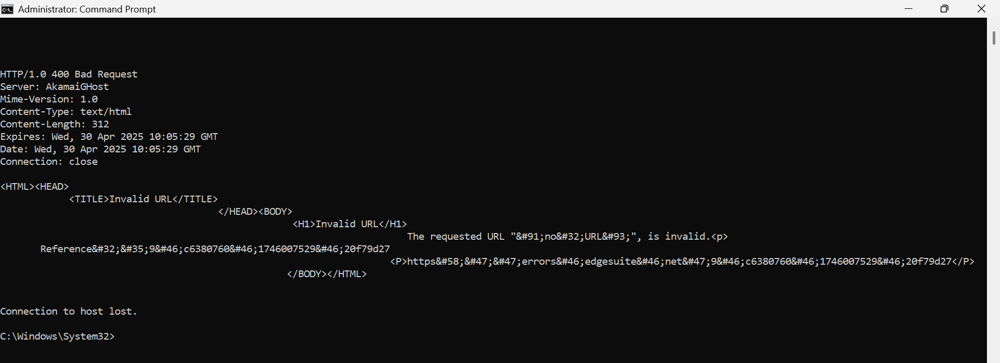 Administrator: Command Prompt
HTTP/1.0 400 Bad Request
Server: AkamaiGHost
Mime-Version: 1.0
Content-Type: text/html
Content-Length: 312
Expires: Wed, 30 Apr 2025 10:05:29 GMT
Date: Wed, 30 Apr 2025 10:05:29 GMT
Connection: close
<HTML><HEAD>
<TITLE>Invalid URL</TITLE>
</HEAD><BODY>
<H1>Invalid URL</H1>
The requested URL "&#91;no&#32;URL&#93;", is invalid.<p>
Reference&#32;&#35;9&#46;c6380760&#46;1746007529&#46;20f79d27
<P>https&#58;&#47;&#47;errors&#46;edgesuite&#46;net&#47;9&#46;c6380760&#46;1746007529&#46;20f79d27</P>
</BODY></HTML>
Connection to host lost.
C:\Windows\System32>